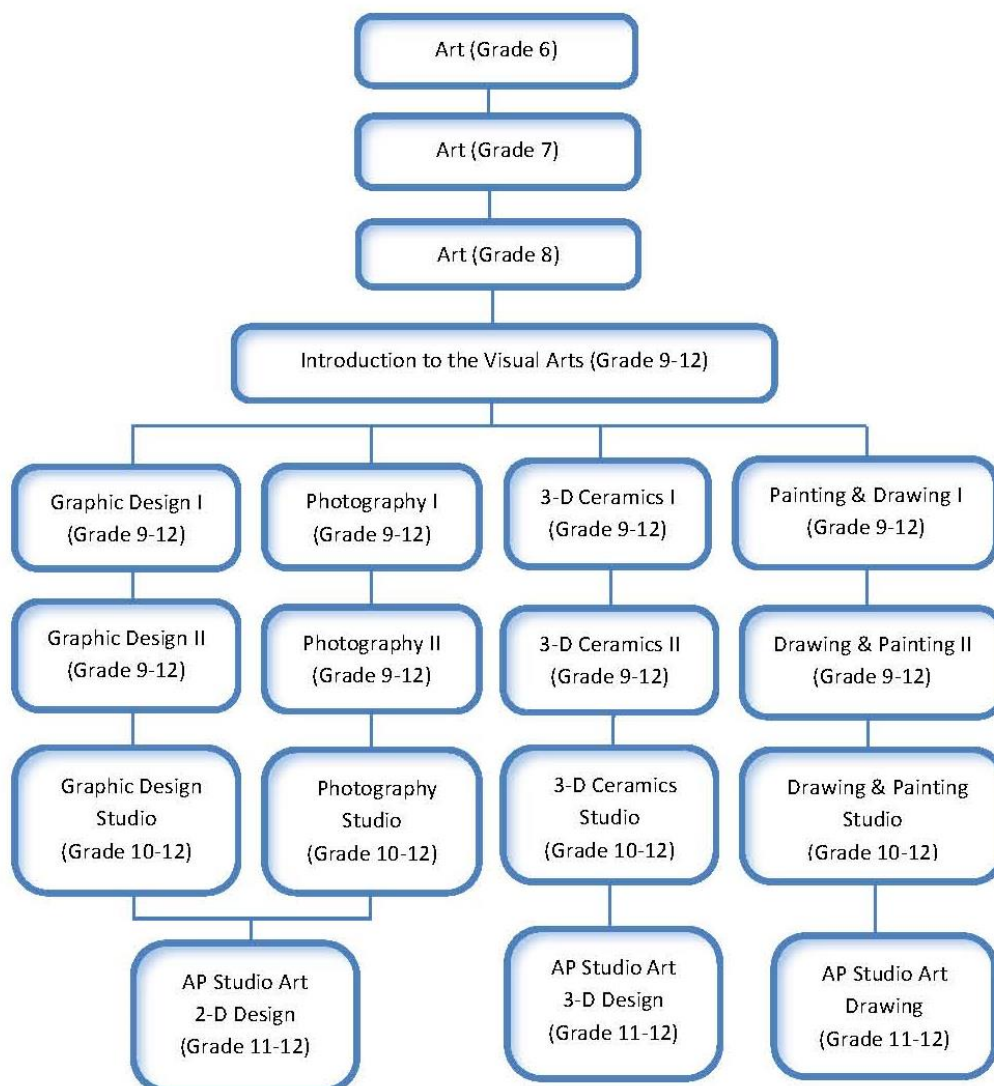 Art (Grade 6)
Art (Grade 7)
Art (Grade 8)
Introduction to the Visual Arts (Grade 9-12)
Graphic Design I
(Grade 9-12)
Photography I
(Grade 9-12)
3-D Ceramics I
(Grade 9-12)
Painting & Drawing I
(Grade 9-12)
Graphic Design II
(Grade 9-12)
Photography II
(Grade 9-12)
3-D Ceramics II
(Grade 9-12)
Drawing & Painting II
(Grade 9-12)
Graphic Design
Studio
(Grade 10-12)
Photography
Studio
(Grade 10-12)
3-D Ceramics
Studio
(Grade 10-12)
Drawing & Painting
Studio
(Grade 10-12)
AP Studio Art
2-D Design
(Grade 11-12)
AP Studio Art
3-D Design
(Grade 11-12)
AP Studio Art
Drawing
(Grade 11-12)